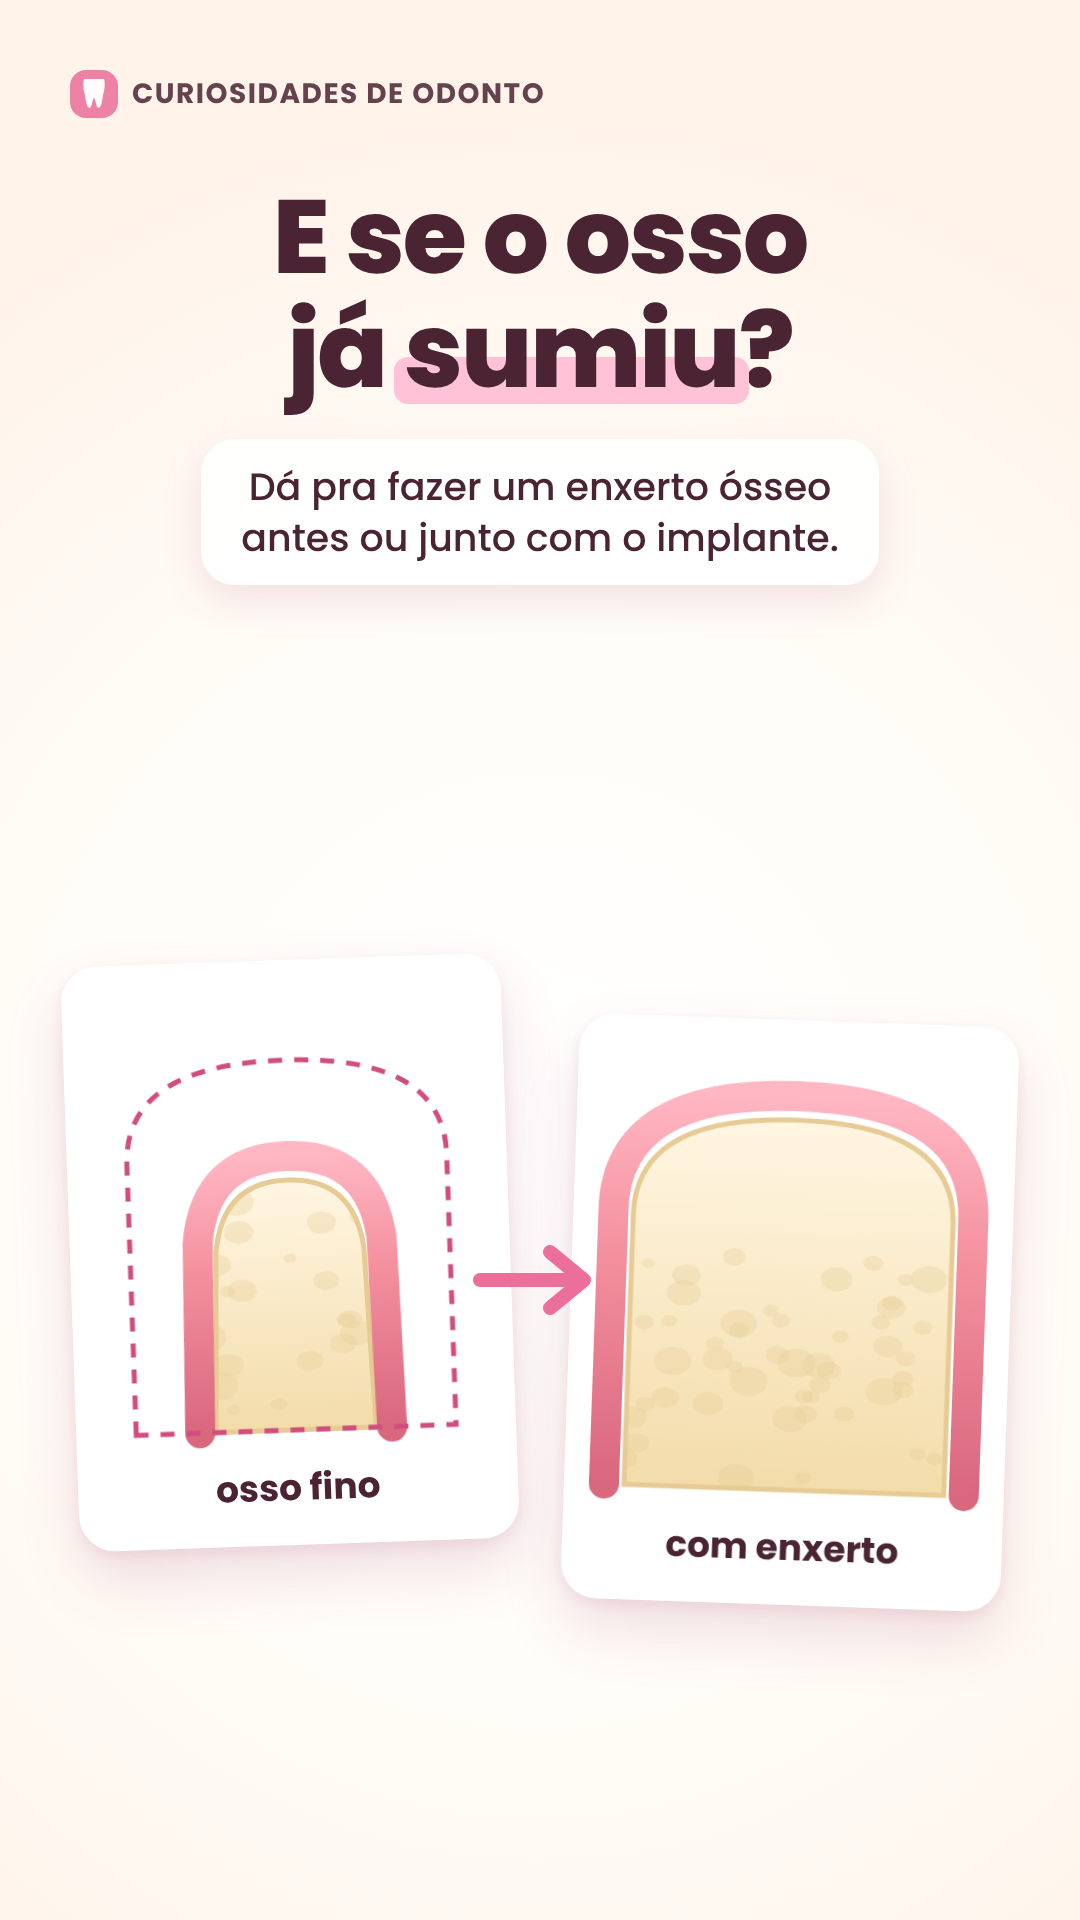 CURIOSIDADES DE ODONTO
E se o osso
já sumiu?
Dá pra fazer um enxerto ósseo
antes ou junto com o implante.
osso fino
com enxerto